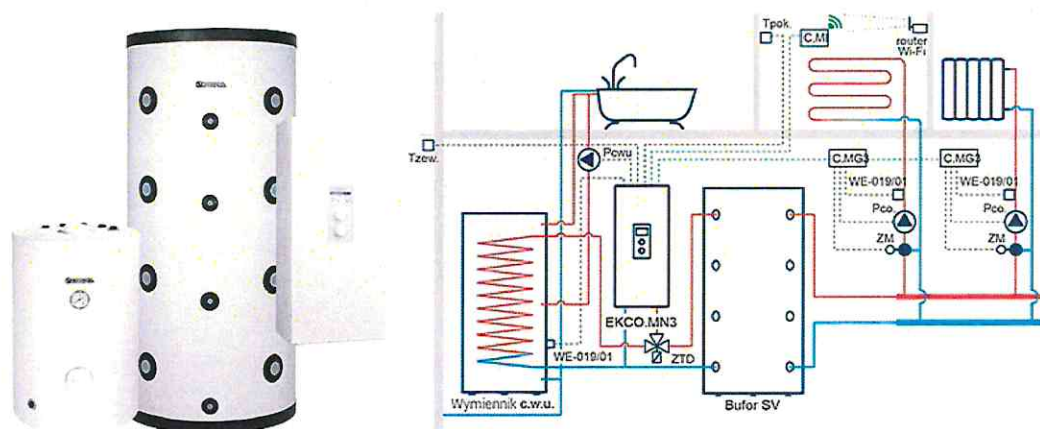 Tpok.
C.MI
router
Wi-Fi
Tzew.
Pcwu
C.MG3
C.MG3
WE-019/01
WE-019/01
Pco.
Pco.
ZM
ZM
EKCO.MN3
WE-019/01
ZTD
Wymiennik c.w.u.
Bufor SV